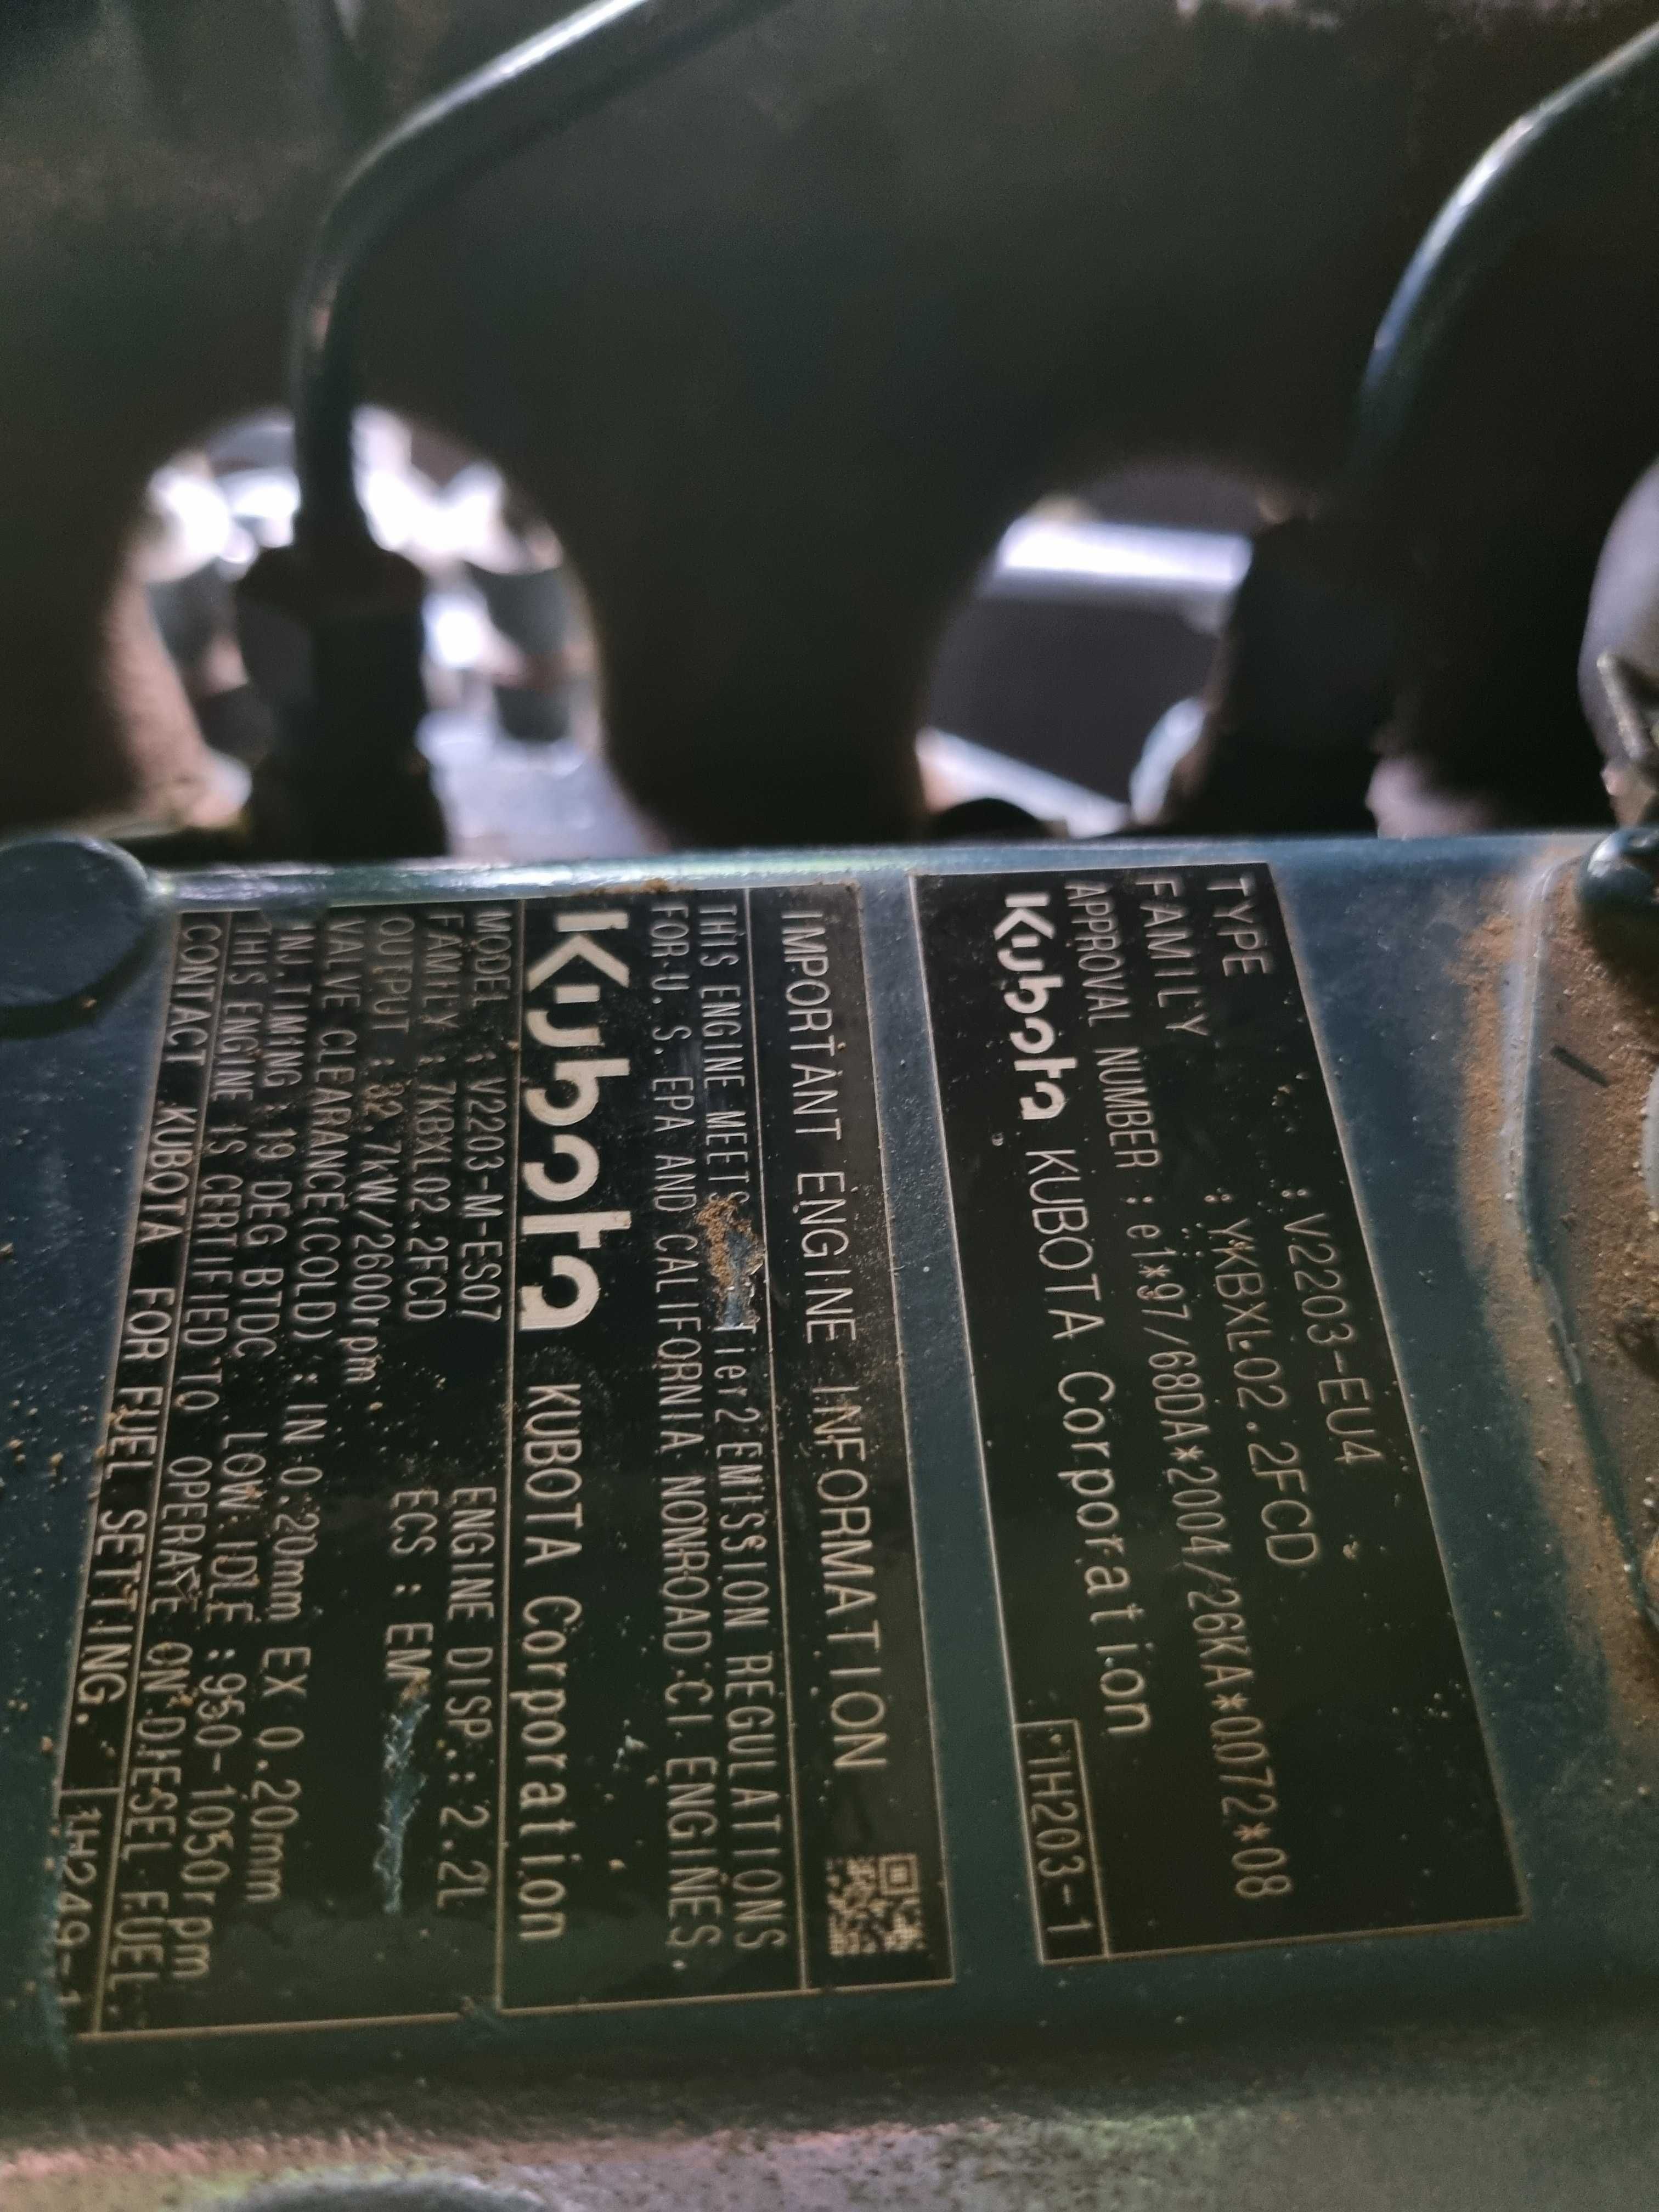 TYPE : V2203-EU4
FAMILY : YKBXL02.2FCD
APPROVAL NUMBER : e1*97/68DA*2004/26KA*0072*08
Kubota KUBOTA Corporation
1H203-1
IMPORTANT ENGINE INFORMATION
THIS ENGINE MEETS Tier2 EMISSION REGULATIONS
FOR U. S. EPA AND CALIFORNIA NONROAD CI ENGINES.
Kubota KUBOTA Corporation
MODEL : V2203-M-ES07 ENGINE DISP. : 2.2L
FAMILY : 7KBXL02.2FCD ECS : EM
OUTPUT : 32.7kW/2600rpm
VALVE CLEARANCE(COLD) : IN 0.20mm EX 0.20mm
INJ.TIMING : 19 DEG BTDC LOW IDLE : 950-1050rpm
THIS ENGINE IS CERTIFIED TO OPERATE ON DIESEL FUEL
CONTACT KUBOTA FOR FUEL SETTING. 1H249-1